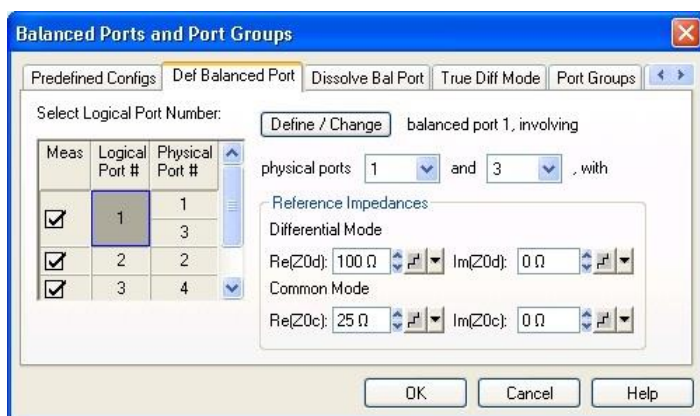 Balanced Ports and Port Groups
Predefined Configs Def Balanced Port Dissolve Bal Port True Diff Mode Port Groups
Select Logical Port Number:
Meas Logical Port # Physical Port #
1 1
3
2 2
3 4
Define / Change balanced port 1, involving
physical ports 1 and 3 , with
Reference Impedances
Differential Mode
Re(Z0d): 100 Ω Im(Z0d): 0 Ω
Common Mode
Re(Z0c): 25 Ω Im(Z0c): 0 Ω
OK Cancel Help